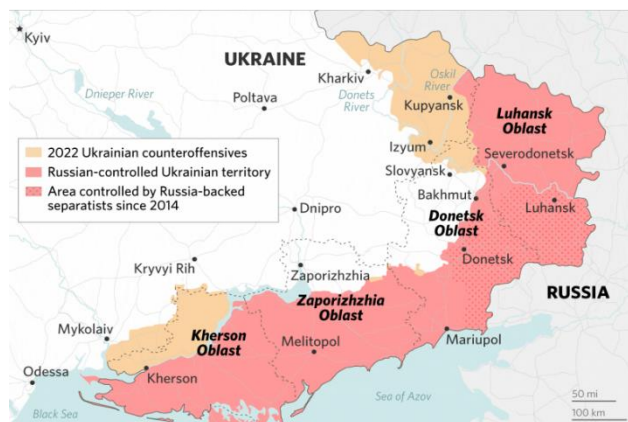 Kyiv
UKRAINE
Dnieper River
Poltava
Kharkiv
Donets
River
Oskil
River
Kupyansk
Luhansk
Oblast
2022 Ukrainian counteroffensives
Russian-controlled Ukrainian territory
Area controlled by Russia-backed
separatists since 2014
Izyum
Slovyansk
Severodonetsk
Bakhmut
Luhansk
Dnipro
Donetsk
Oblast
Donetsk
Kryvyi Rih
Zaporizhzhia
Zaporizhzhia
Oblast
RUSSIA
Mykolaiv
Kherson
Oblast
Melitopol
Mariupol
Odessa
Kherson
Black Sea
Sea of Azov
50 mi
100 km